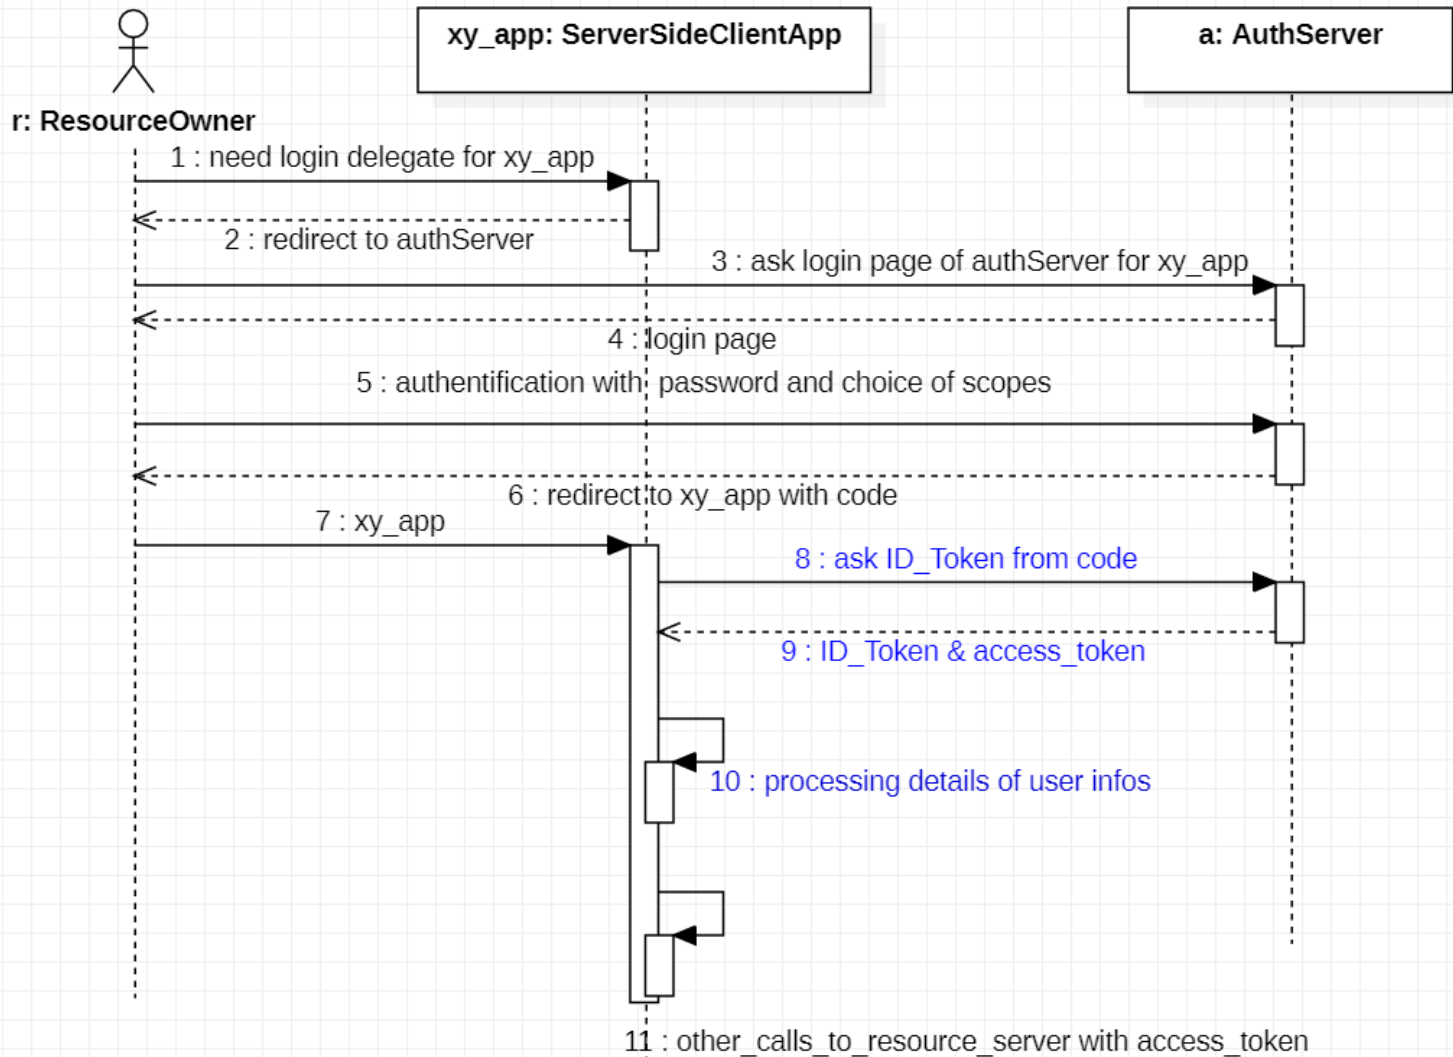 xy_app: ServerSideClientApp
a: AuthServer
r: ResourceOwner
1 : need login delegate for xy_app
2 : redirect to authServer
3 : ask login page of authServer for xy_app
4 : login page
5 : authentification with password and choice of scopes
6 : redirect to xy_app with code
7 : xy_app
8 : ask ID_Token from code
9 : ID_Token & access_token
10 : processing details of user infos
11 : other_calls_to_resource_server with access_token